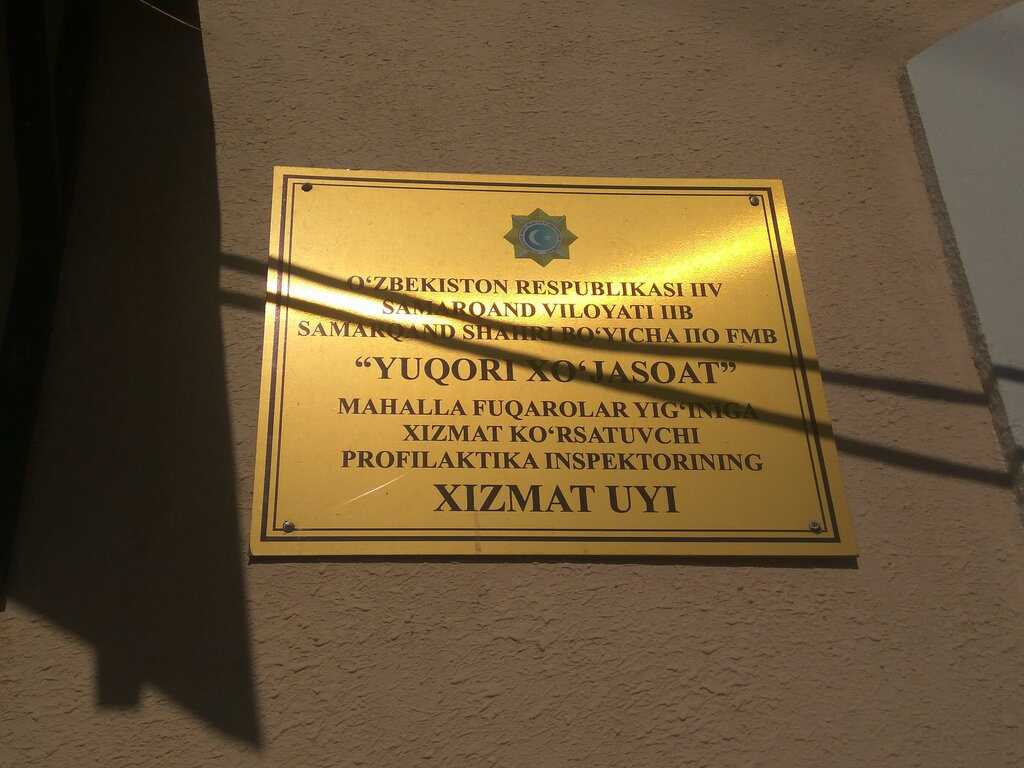 O‘ZBEKISTON RESPUBLIKASI IIV
SAMARQAND VILOYATI IIB
SAMARQAND SHAHRI BO‘YICHA IIO FMB
“YUQORI XO‘JASOAT”
MAHALLA FUQAROLAR YIG‘INIGA
XIZMAT KO‘RSATUVCHI
PROFILAKTIKA INSPEKTORINING
XIZMAT UYI